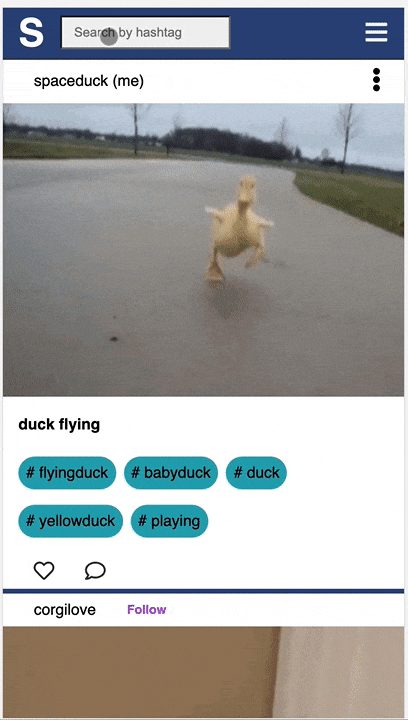 S
Search by hashtag
spaceduck (me)
duck flying
# flyingduck # babyduck # duck
# yellowduck # playing
corgilove Follow